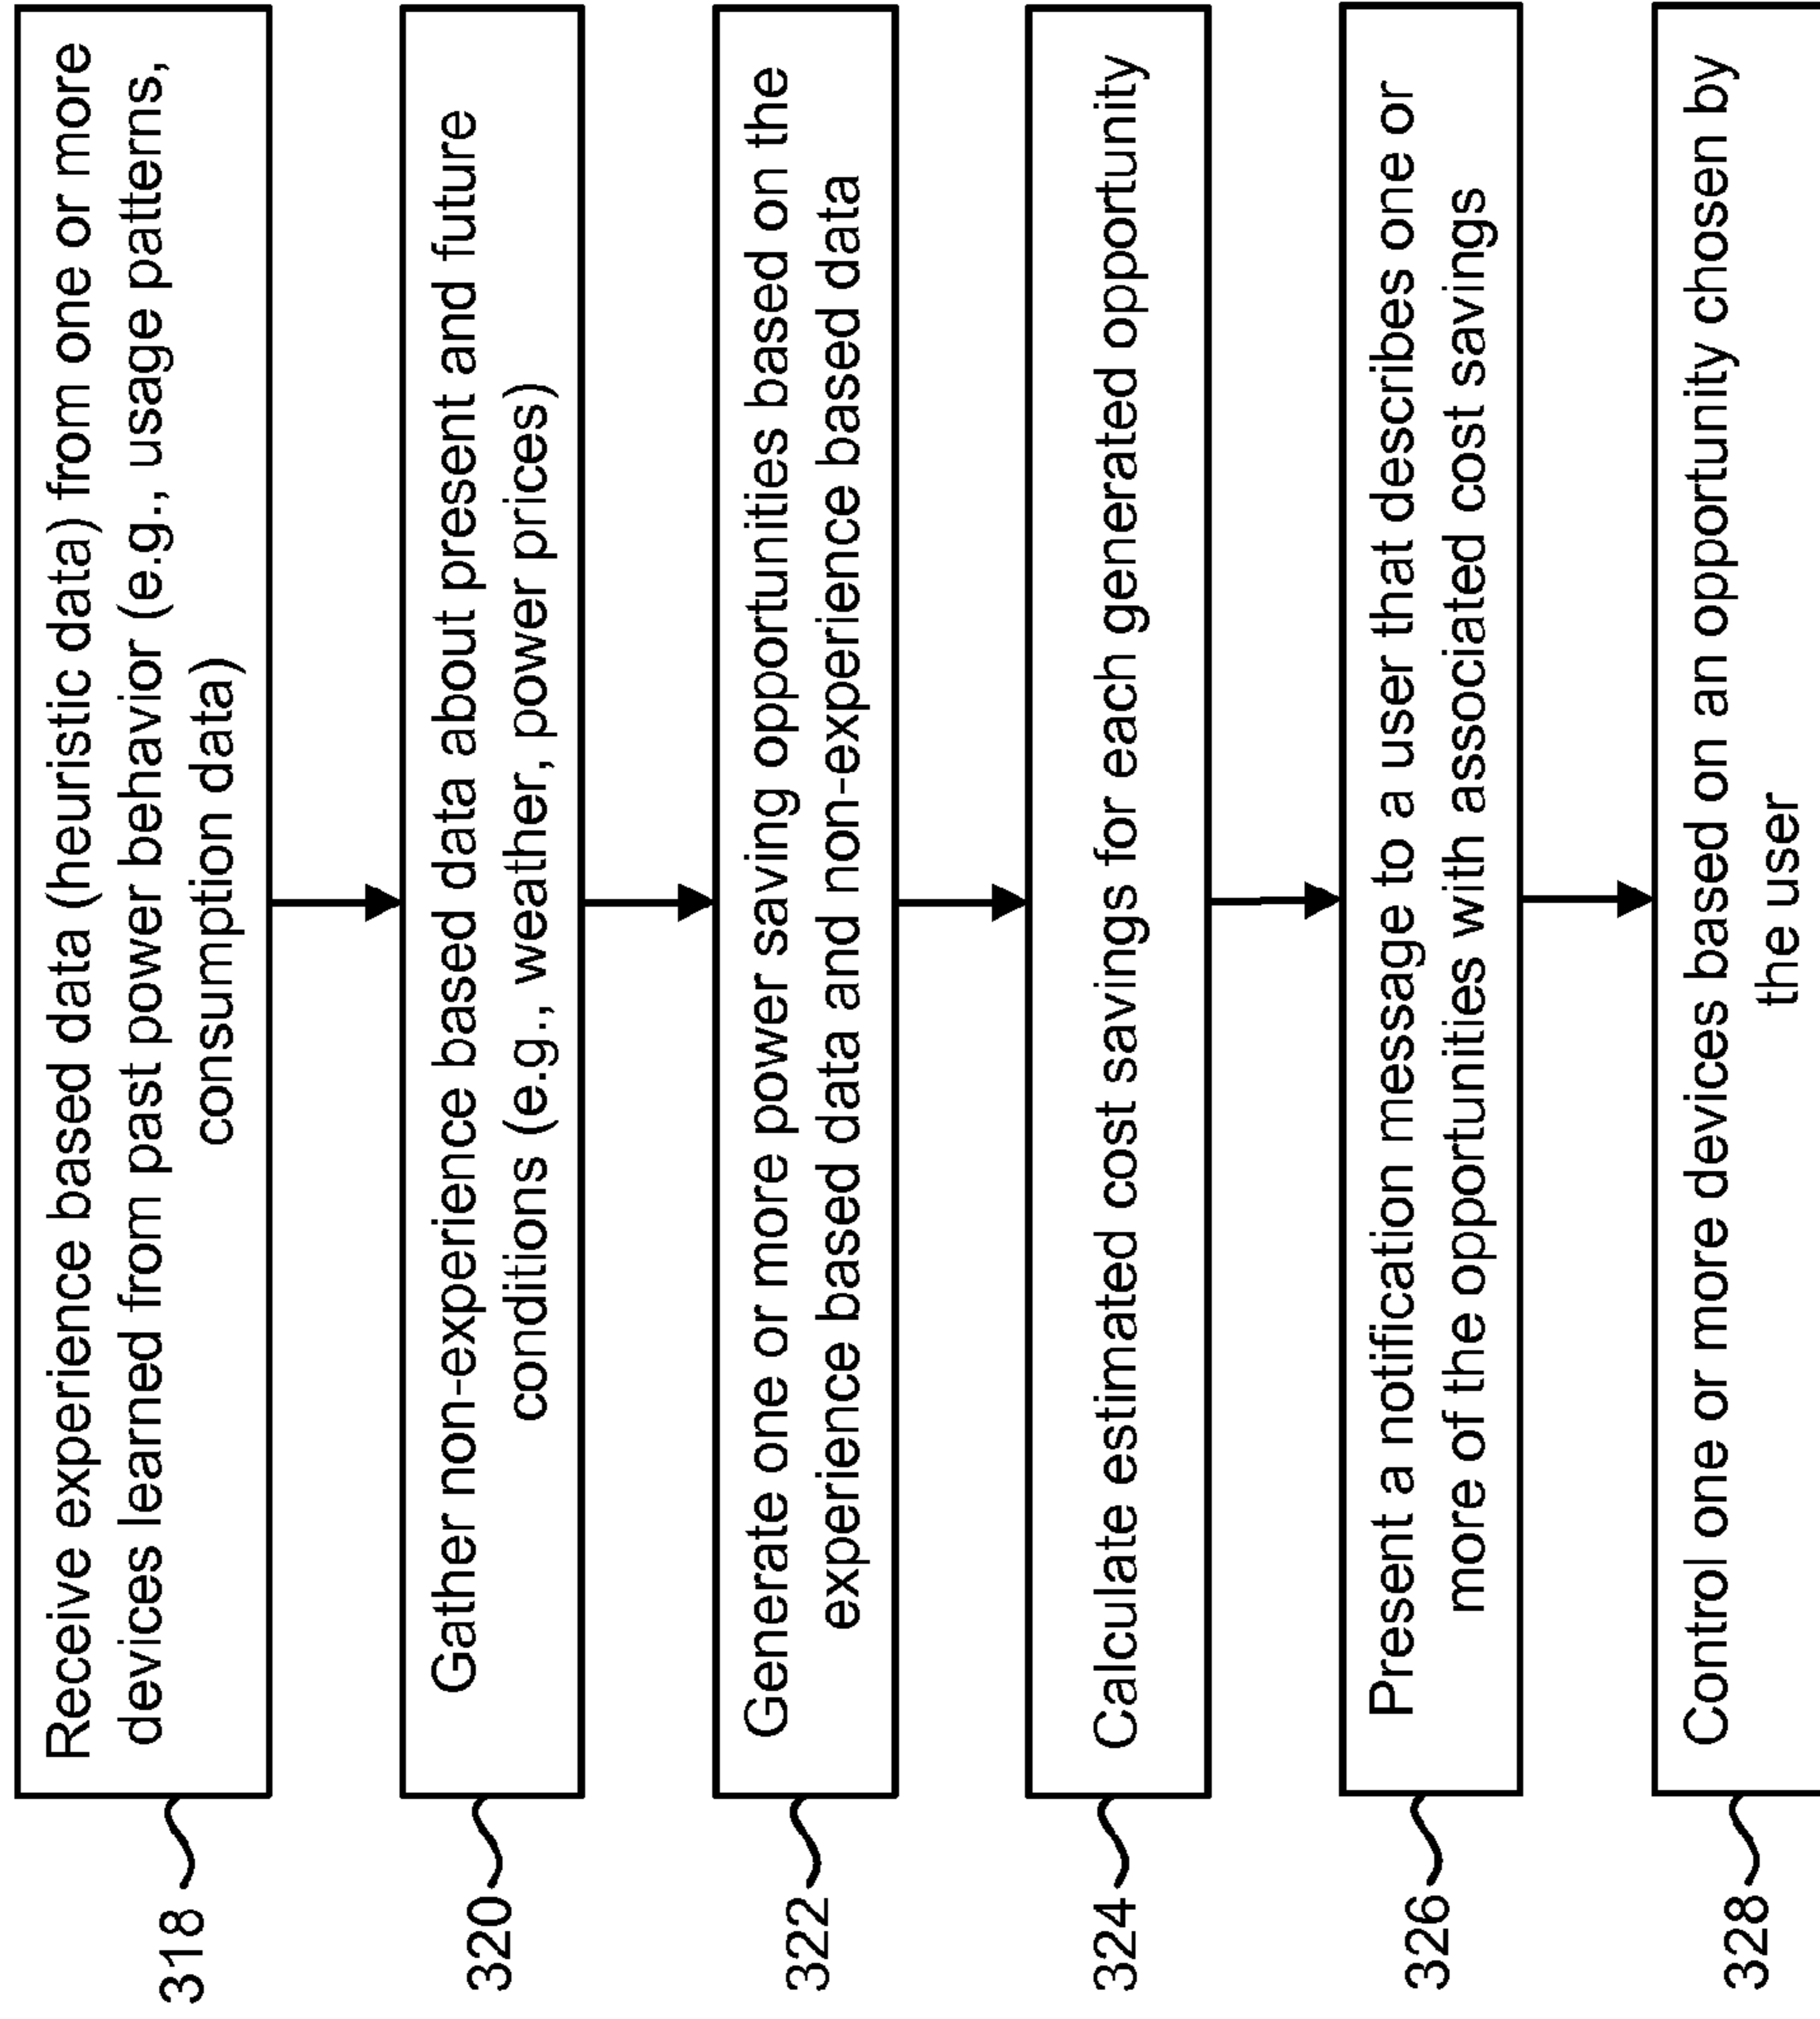 318
Receive experience based data (heuristic data) from one or more
devices learned from past power behavior (e.g., usage patterns,
consumption data)
320
Gather non-experience based data about present and future
conditions (e.g., weather, power prices)
322
Generate one or more power saving opportunities based on the
experience based data and non-experience based data
324
Calculate estimated cost savings for each generated opportunity
326
Present a notification message to a user that describes one or
more of the opportunities with associated cost savings
328
Control one or more devices based on an opportunity chosen by
the user